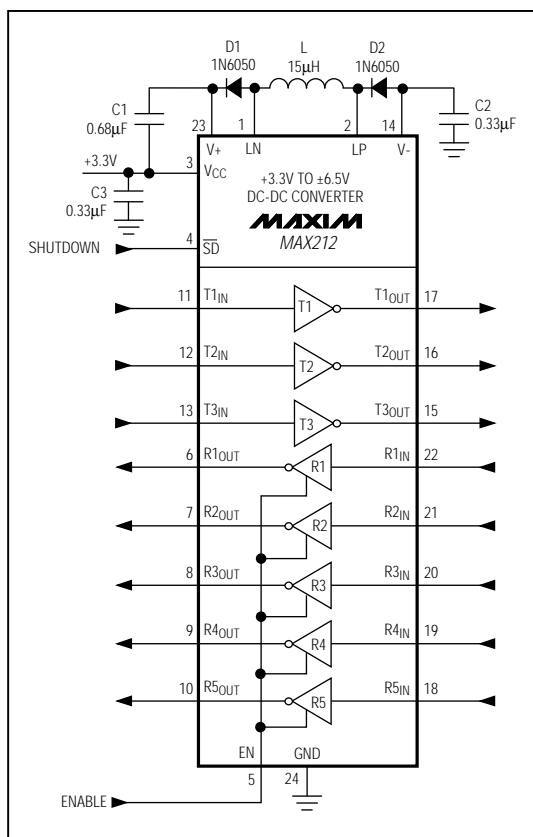 D1
1N6050
L
15μH
D2
1N6050
C1
0.68μF
C2
0.33μF
23
1
2
14
V+
LN
LP
V-
+3.3V
3
VCC
C3
0.33μF
+3.3V TO ±6.5V
DC-DC CONVERTER
MAXIM
MAX212
SHUTDOWN
4
SD
11
T1IN
T1
T1OUT
17
12
T2IN
T2
T2OUT
16
13
T3IN
T3
T3OUT
15
6
R1OUT
R1
R1IN
22
7
R2OUT
R2
R2IN
21
8
R3OUT
R3
R3IN
20
9
R4OUT
R4
R4IN
19
10
R5OUT
R5
R5IN
18
EN
GND
5
24
ENABLE